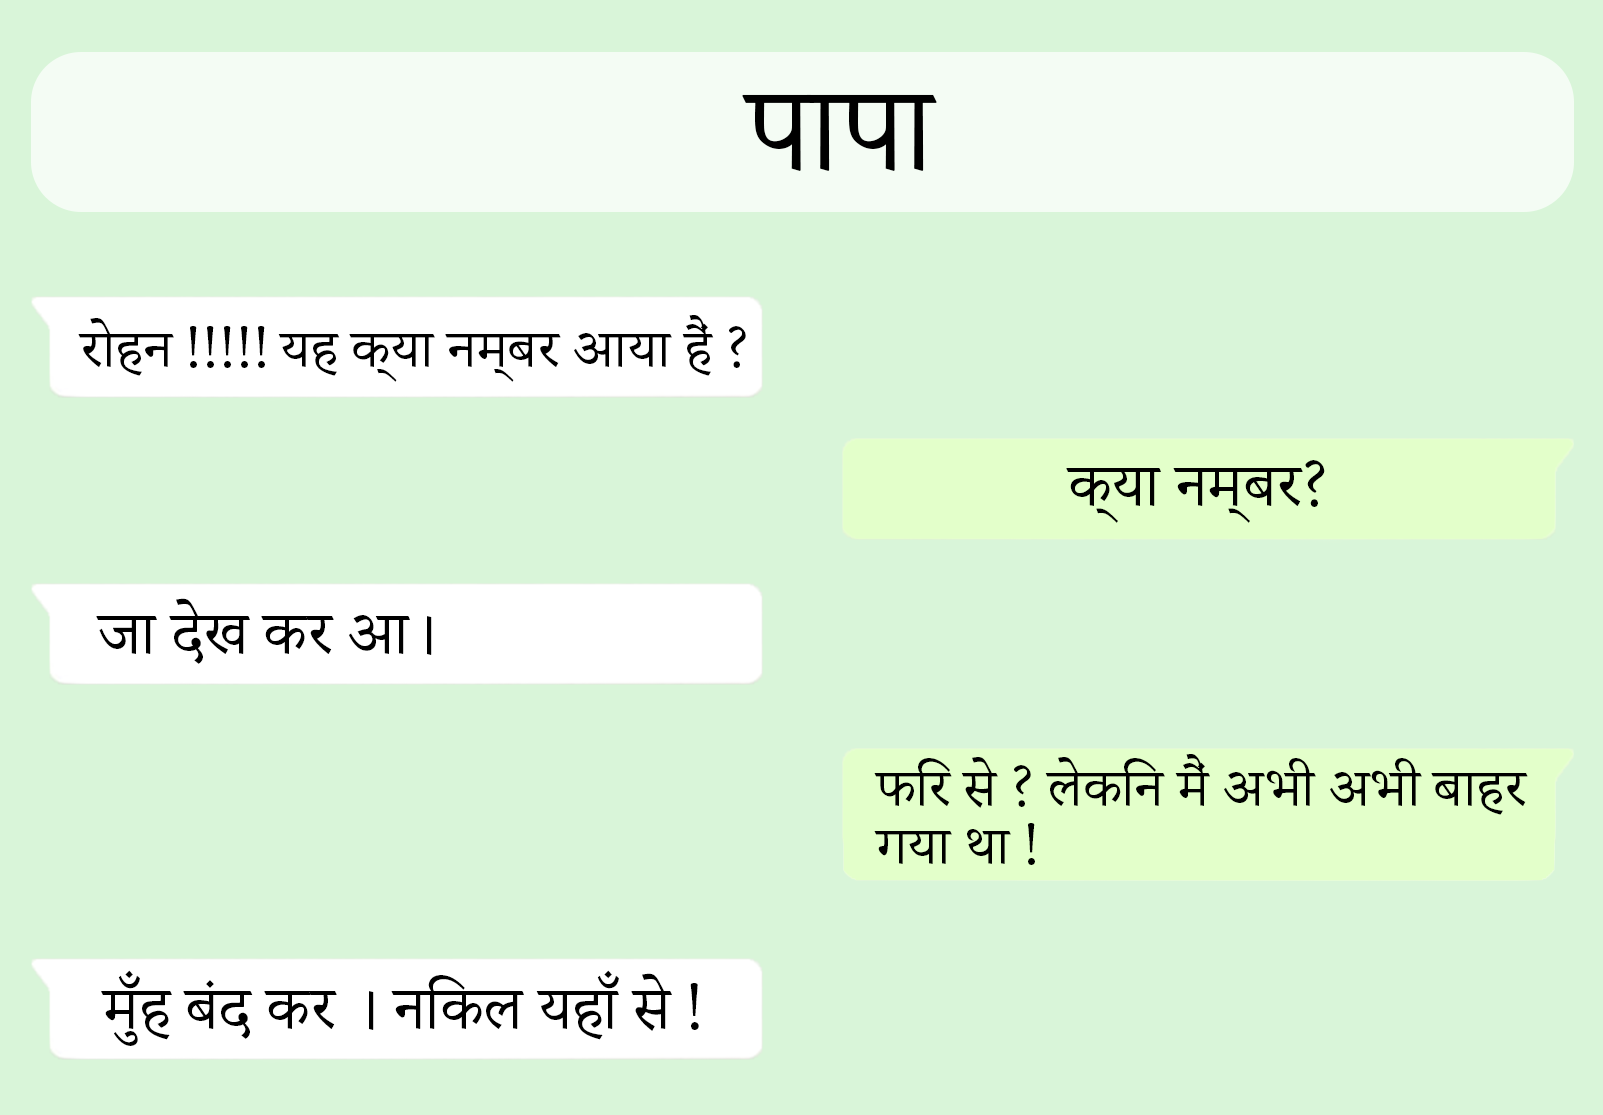 पापा
रोहन !!!!! यह क्‌या नम्‌बर आया हैं ?
क्‌या नम्‌बर?
जा देख कर आ।
फरि से ? लेकनि मैं अभी अभी बाहर
गया था !
मुँह बंद कर । नकिल यहाँ से !